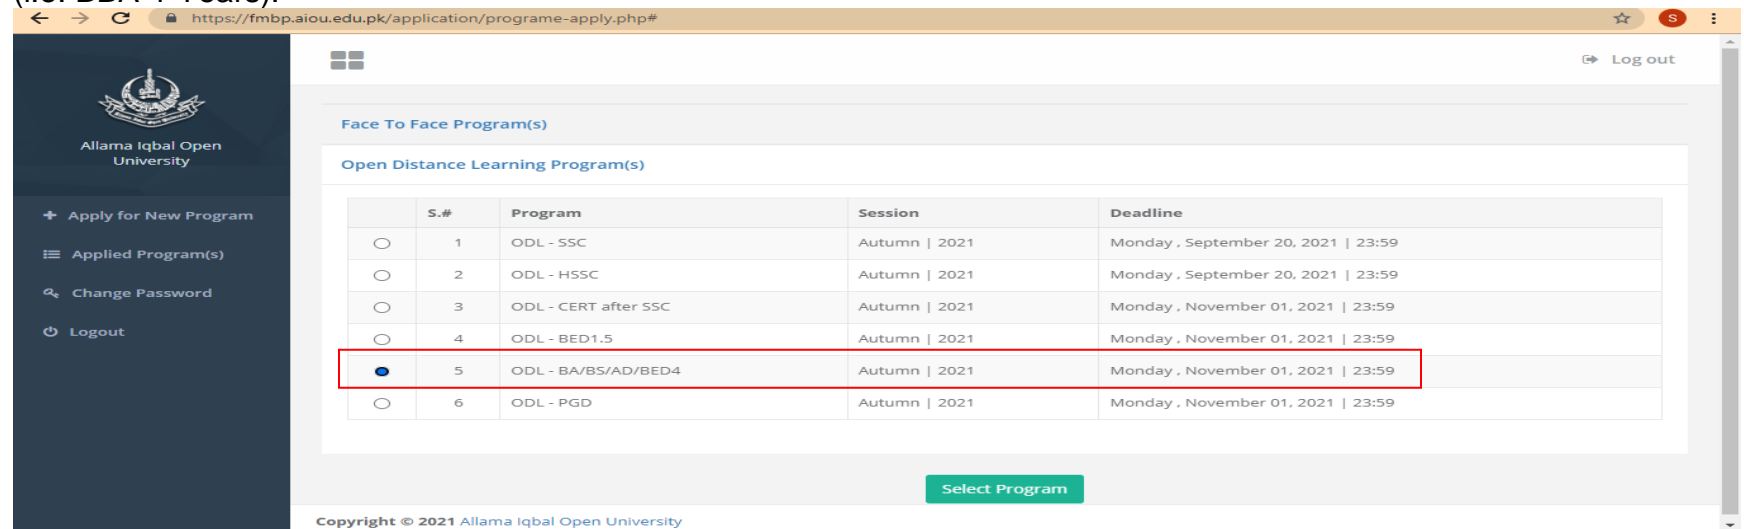 https://fmbp.aiou.edu.pk/application/programe-apply.php#
S
Log out
Allama Iqbal Open
University
Apply for New Program
Applied Program(s)
Change Password
Logout
Face To Face Program(s)
Open Distance Learning Program(s)
S.# Program Session Deadline
1 ODL - SSC Autumn | 2021 Monday , September 20, 2021 | 23:59
2 ODL - HSSC Autumn | 2021 Monday , September 20, 2021 | 23:59
3 ODL - CERT after SSC Autumn | 2021 Monday , November 01, 2021 | 23:59
4 ODL - BED1.5 Autumn | 2021 Monday , November 01, 2021 | 23:59
5 ODL - BA/BS/AD/BED4 Autumn | 2021 Monday , November 01, 2021 | 23:59
6 ODL - PGD Autumn | 2021 Monday , November 01, 2021 | 23:59
Select Program
Copyright © 2021 Allama Iqbal Open University